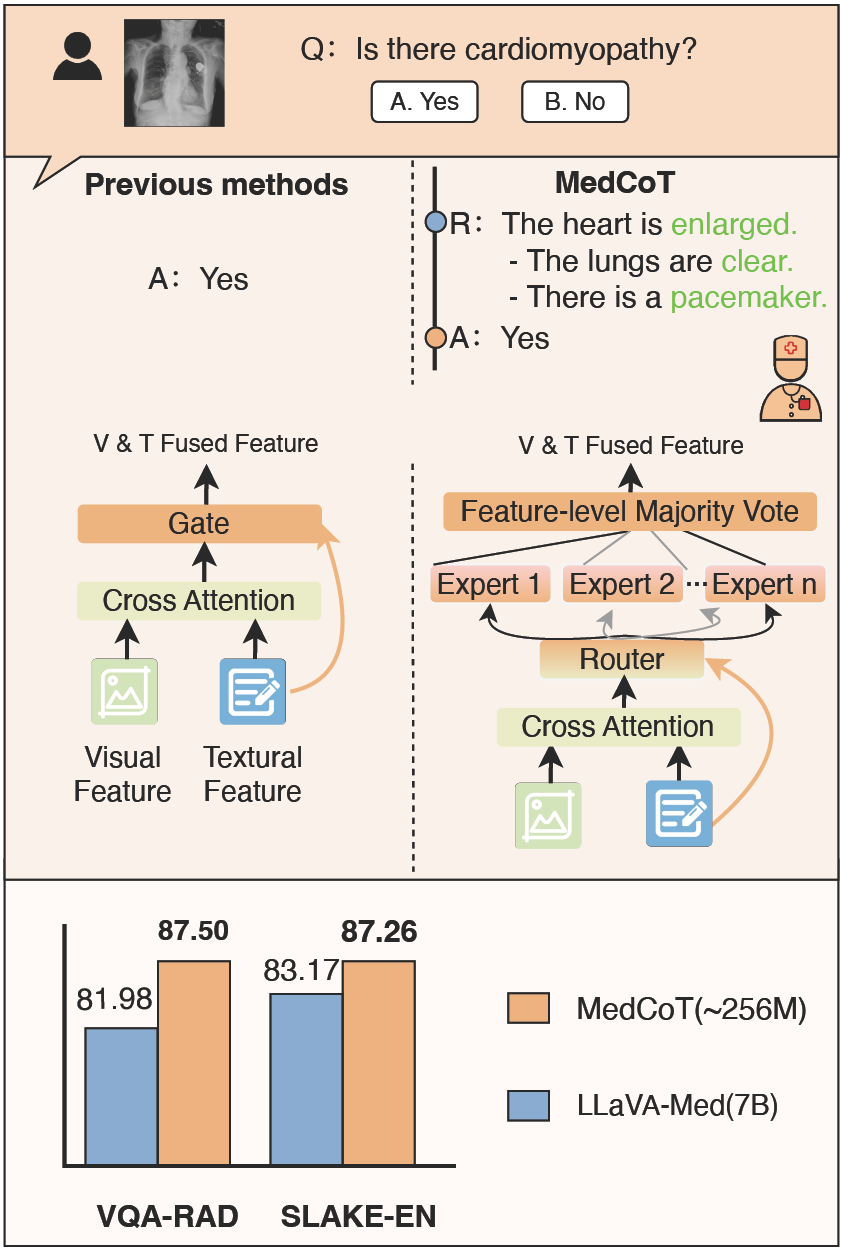 Q: Is there cardiomyopathy?
A. Yes
B. No
Previous methods
A: Yes
MedCoT
R: The heart is enlarged.
- The lungs are clear.
- There is a pacemaker.
A: Yes
V & T Fused Feature
Gate
Cross Attention
Visual
Feature
Textural
Feature
V & T Fused Feature
Feature-level Majority Vote
Expert 1
Expert 2
...
Expert n
Router
Cross Attention
81.98
87.50
83.17
87.26
VQA-RAD
SLAKE-EN
MedCoT(~256M)
LLaVA-Med(7B)